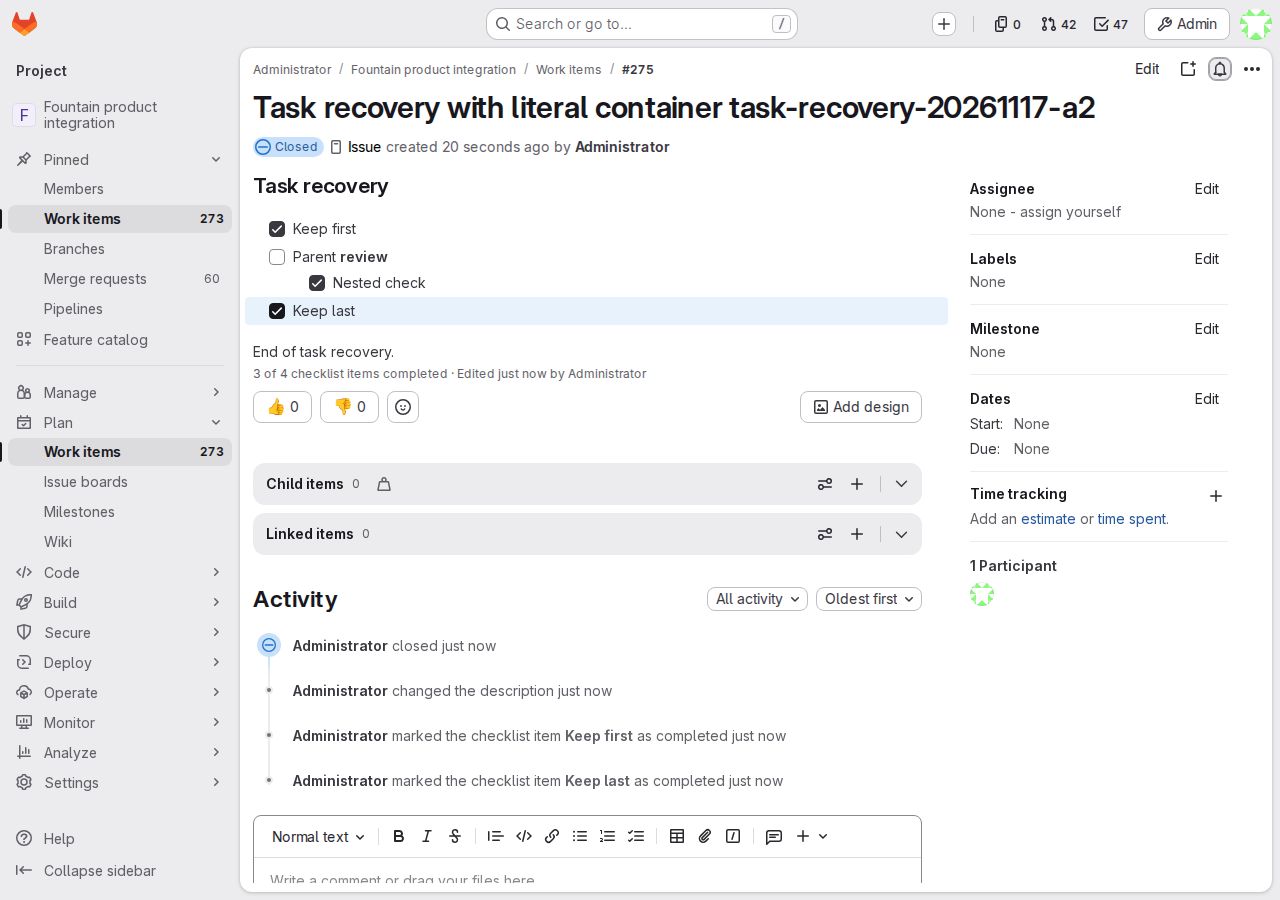 Search or go to...
/
0
42
47
Admin
Project
F
Fountain product
integration
Pinned
Members
Work items
273
Branches
Merge requests
60
Pipelines
Feature catalog
Manage
Plan
Work items
273
Issue boards
Milestones
Wiki
Code
Build
Secure
Deploy
Operate
Monitor
Analyze
Settings
Help
Collapse sidebar
Administrator / Fountain product integration / Work items / #275
Edit
Task recovery with literal container task-recovery-20261117-a2
Closed Issue created 20 seconds ago by Administrator
Task recovery
Keep first
Parent review
Nested check
Keep last
End of task recovery.
3 of 4 checklist items completed · Edited just now by Administrator
👍 0
👎 0
Add design
Child items 0
Linked items 0
Activity
All activity
Oldest first
Administrator closed just now
Administrator changed the description just now
Administrator marked the checklist item Keep first as completed just now
Administrator marked the checklist item Keep last as completed just now
Normal text
Write a comment or drag your files here...
Assignee
Edit
None - assign yourself
Labels
Edit
None
Milestone
Edit
None
Dates
Edit
Start: None
Due: None
Time tracking
Add an estimate or time spent.
1 Participant